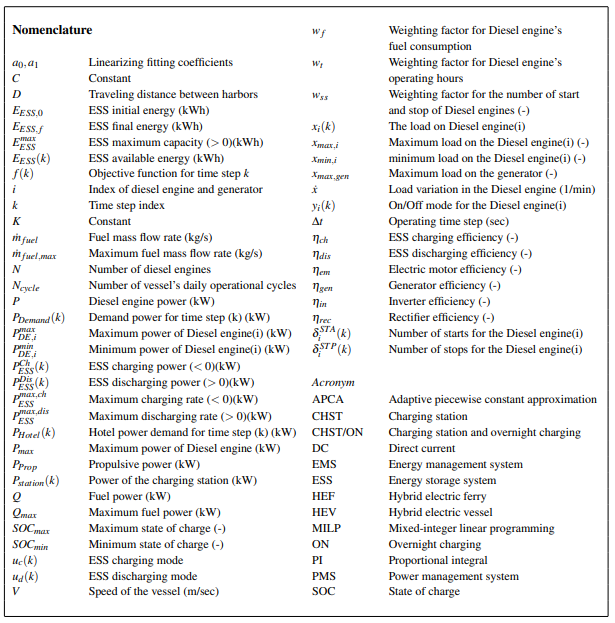 Nomenclature
a₀, a₁ Linearizing fitting coefficients
C Constant
D Traveling distance between harbors
E_{ESS,0} ESS initial energy (kWh)
E_{ESS,f} ESS final energy (kWh)
E_{ESS}^{max} ESS maximum capacity (> 0)(kWh)
E_{ESS}(k) ESS available energy (kWh)
f(k) Objective function for time step k
i Index of diesel engine and generator
k Time step index
K Constant
ṁ_{fuel} Fuel mass flow rate (kg/s)
ṁ_{fuel,max} Maximum fuel mass flow rate (kg/s)
N Number of diesel engines
N_{cycle} Number of vessel's daily operational cycles
P Diesel engine power (kW)
P_{Demand}(k) Demand power for time step (k) (kW)
P_{DE,i}^{max} Maximum power of Diesel engine(i) (kW)
P_{DE,i}^{min} Minimum power of Diesel engine(i) (kW)
P_{ESS}^{Ch}(k) ESS charging power (< 0)(kW)
P_{ESS}^{Dis}(k) ESS discharging power (> 0)(kW)
P_{ESS}^{max,ch} Maximum charging rate (< 0)(kW)
P_{ESS}^{max,dis} Maximum discharging rate (> 0)(kW)
P_{Hotel}(k) Hotel power demand for time step (k) (kW)
P_{max} Maximum power of Diesel engine (kW)
P_{Prop} Propulsive power (kW)
P_{station}(k) Power of the charging station (kW)
Q Fuel power (kW)
Q_{max} Maximum fuel power (kW)
SOC_{max} Maximum state of charge (-)
SOC_{min} Minimum state of charge (-)
u_c(k) ESS charging mode
u_d(k) ESS discharging mode
V Speed of the vessel (m/sec)
w_f Weighting factor for Diesel engine's
fuel consumption
w_t Weighting factor for Diesel engine's
operating hours
w_{ss} Weighting factor for the number of start
and stop of Diesel engines (-)
x_i(k) The load on Diesel engine(i)
x_{max,i} Maximum load on the Diesel engine(i) (-)
x_{min,i} minimum load on the Diesel engine(i) (-)
x_{max,gen} Maximum load on the generator (-)
ẋ Load variation in the Diesel engine (1/min)
y_i(k) On/Off mode for the Diesel engine(i)
Δt Operating time step (sec)
η_{ch} ESS charging efficiency (-)
η_{dis} ESS discharging efficiency (-)
η_{em} Electric motor efficiency (-)
η_{gen} Generator efficiency (-)
η_{in} Inverter efficiency (-)
η_{rec} Rectifier efficiency (-)
δ_i^{STA}(k) Number of starts for the Diesel engine(i)
δ_i^{STP}(k) Number of stops for the Diesel engine(i)
Acronym
APCA Adaptive piecewise constant approximation
CHST Charging station
CHST/ON Charging station and overnight charging
DC Direct current
EMS Energy management system
ESS Energy storage system
HEF Hybrid electric ferry
HEV Hybrid electric vessel
MILP Mixed-integer linear programming
ON Overnight charging
PI Proportional integral
PMS Power management system
SOC State of charge